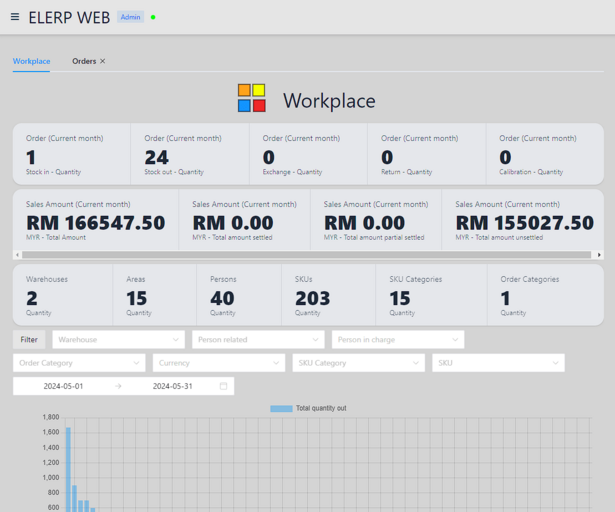 ELERP WEB Admin
Workplace Orders
Workplace
Order (Current month) Order (Current month) Order (Current month) Order (Current month) Order (Current month)
1 24 0 0 0
Stock in - Quantity Stock out - Quantity Exchange - Quantity Return - Quantity Calibration - Quantity
Sales Amount (Current month) Sales Amount (Current month) Sales Amount (Current month) Sales Amount (Current month)
RM 166547.50 RM 0.00 RM 0.00 RM 155027.50
MYR - Total Amount MYR - Total amount settled MYR - Total amount partial settled MYR - Total amount unsettled
Warehouses Areas Persons SKUs SKU Categories Order Categories
2 15 40 203 15 1
Quantity Quantity Quantity Quantity Quantity Quantity
Filter Warehouse Person related Person in charge
Order Category Currency SKU Category SKU
2024-05-01 2024-05-31
Total quantity out
1,800
1,600
1,400
1,200
1,000
800
600